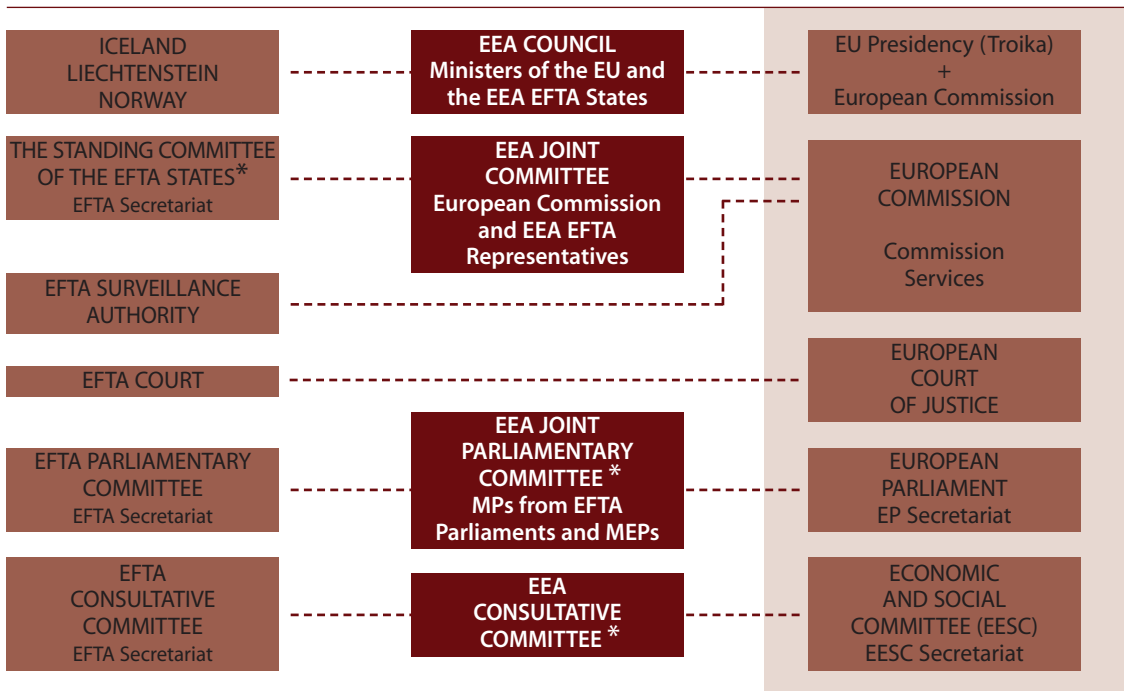 ICELAND
LIECHTENSTEIN
NORWAY
EEA COUNCIL
Ministers of the EU and
the EEA EFTA States
EU Presidency (Troika)
+
European Commission
THE STANDING COMMITTEE
OF THE EFTA STATES*
EFTA Secretariat
EEA JOINT
COMMITTEE
European Commission
and EEA EFTA
Representatives
EUROPEAN
COMMISSION
Commission
Services
EFTA SURVEILLANCE
AUTHORITY
EFTA COURT
EUROPEAN
COURT
OF JUSTICE
EFTA PARLIAMENTARY
COMMITTEE
EFTA Secretariat
EEA JOINT
PARLIAMENTARY
COMMITTEE *
MPs from EFTA
Parliaments and MEPs
EUROPEAN
PARLIAMENT
EP Secretariat
EFTA
CONSULTATIVE
COMMITTEE
EFTA Secretariat
EEA
CONSULTATIVE
COMMITTEE *
ECONOMIC
AND SOCIAL
COMMITTEE (EESC)
EESC Secretariat